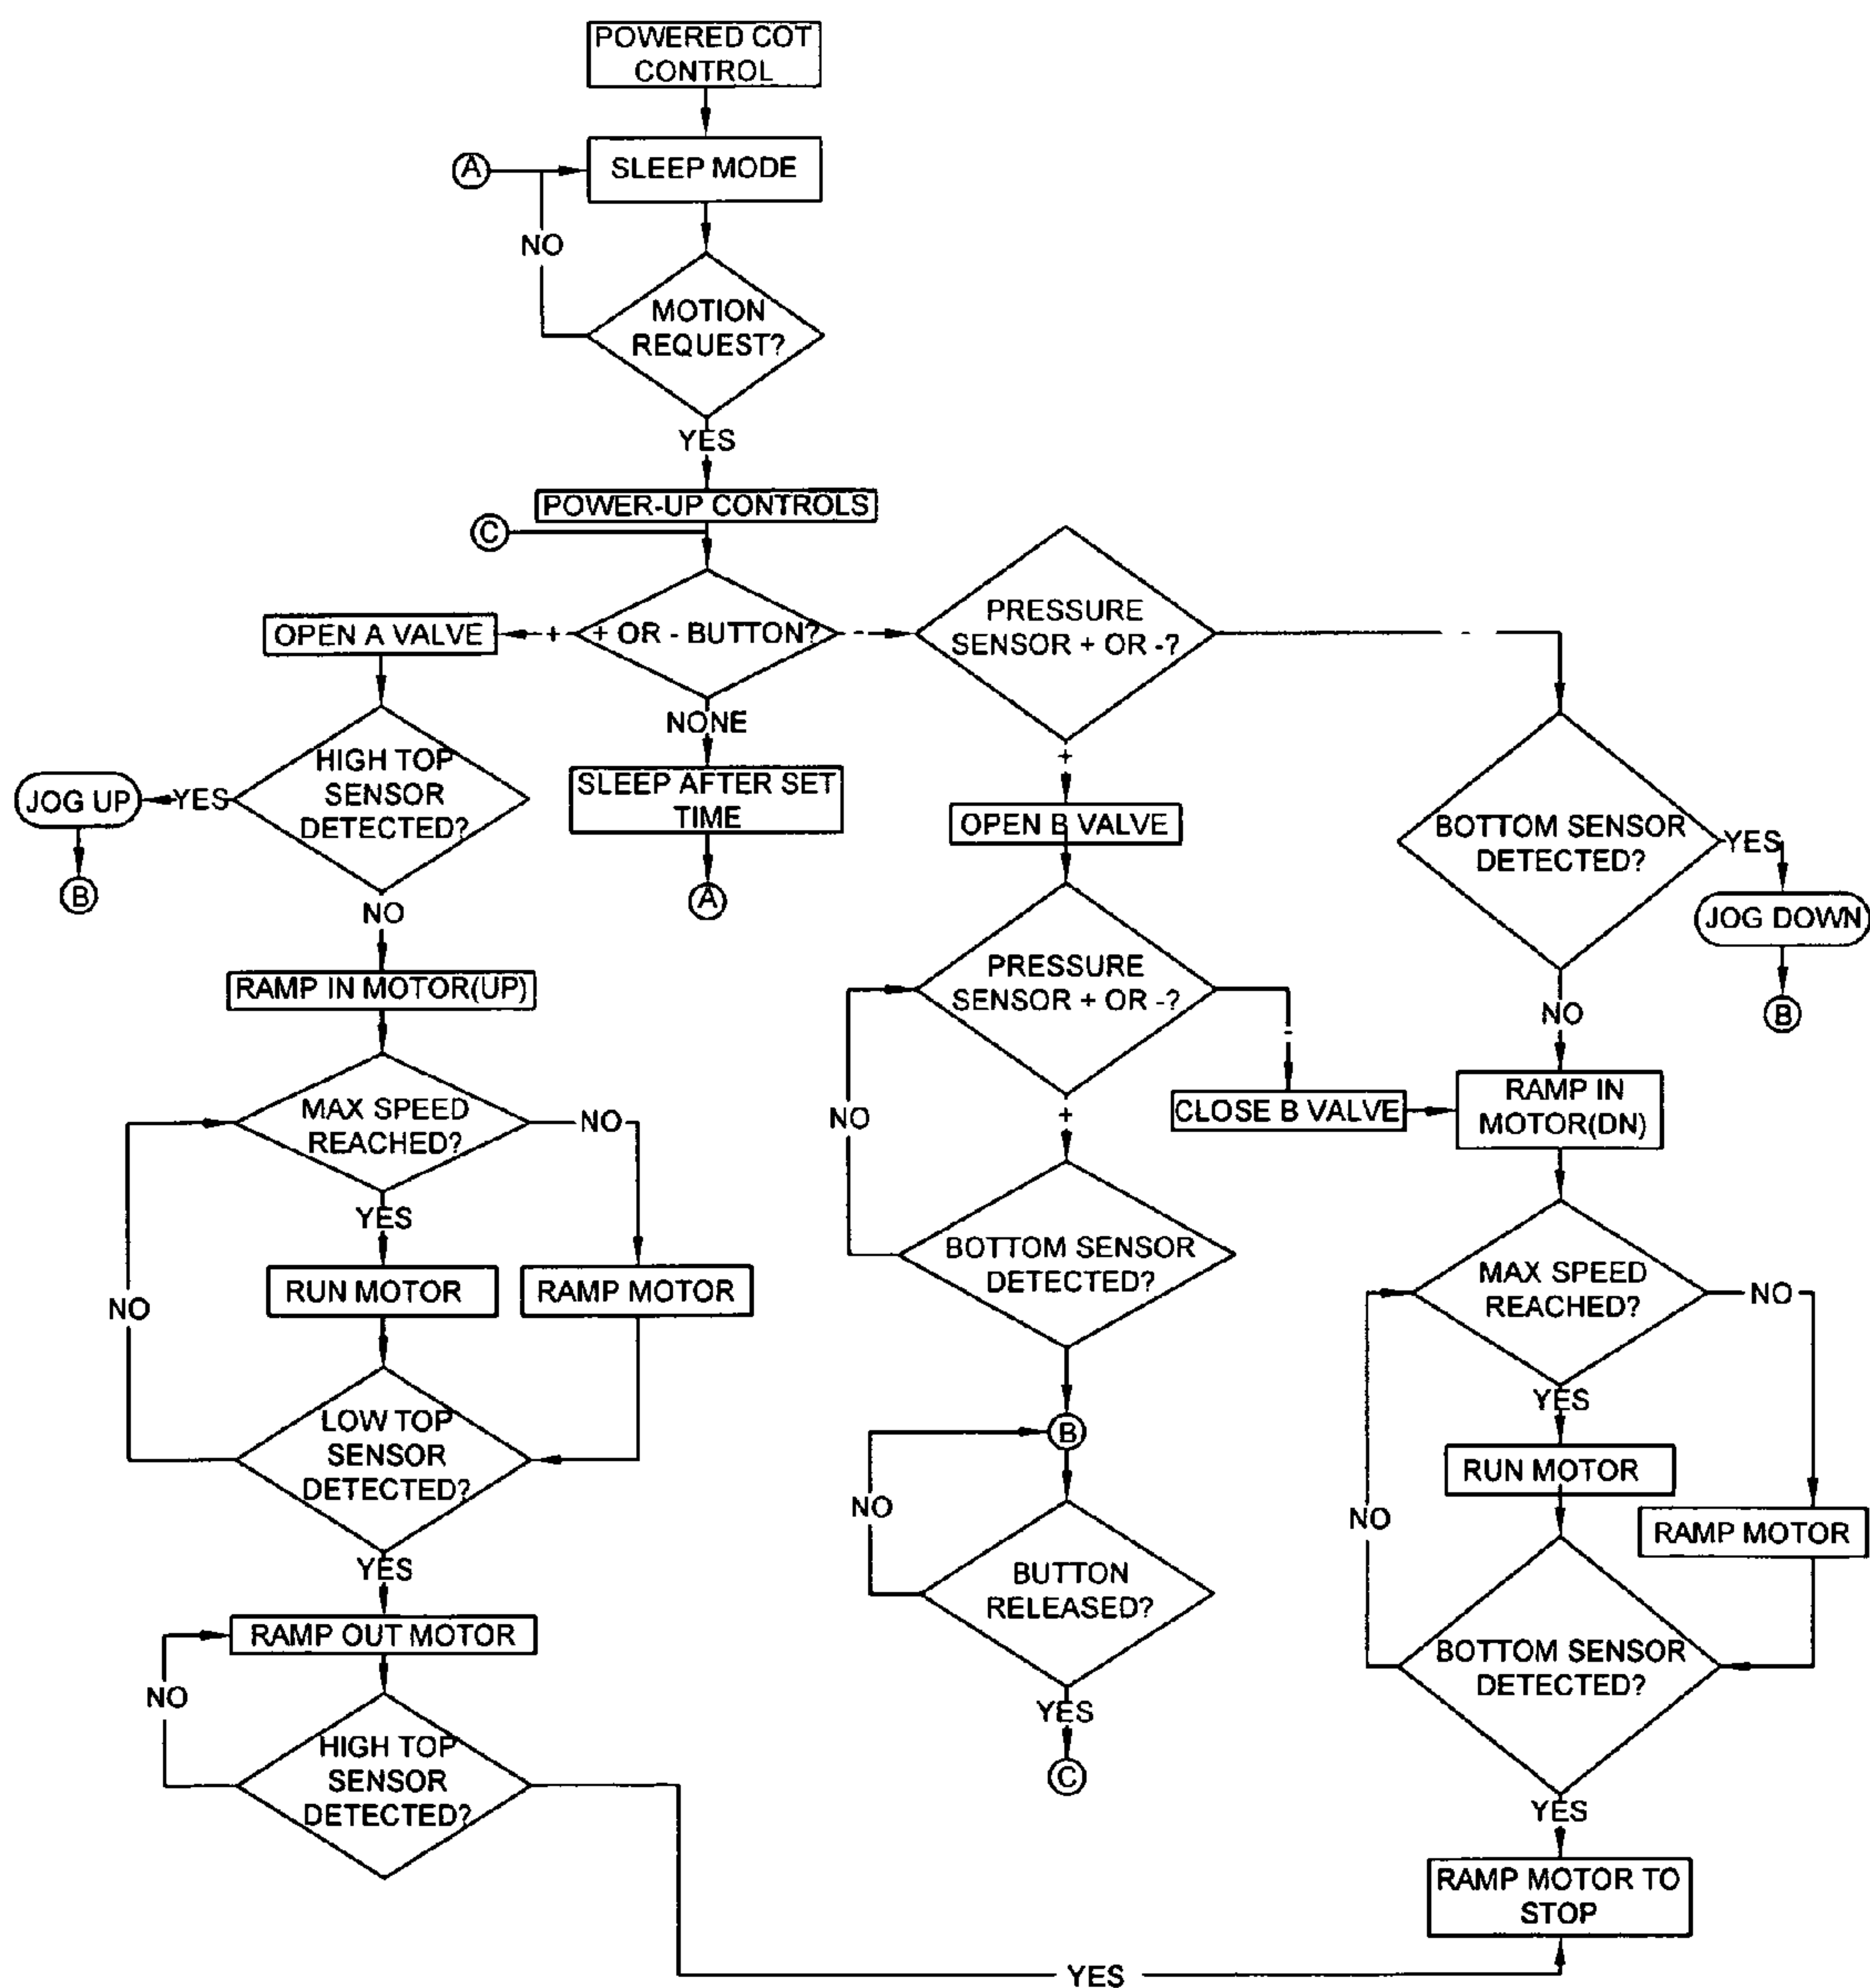 POWERED COT
CONTROL
A
SLEEP MODE
NO
MOTION
REQUEST?
YES
POWER-UP CONTROLS
C
OPEN A VALVE
+
+ OR - BUTTON?
-
PRESSURE
SENSOR + OR -?
-
NONE
+
HIGH TOP
SENSOR
DETECTED?
JOG UP
YES
B
NO
SLEEP AFTER SET
TIME
A
OPEN B VALVE
BOTTOM SENSOR
DETECTED?
YES
JOG DOWN
B
NO
RAMP IN MOTOR(UP)
PRESSURE
SENSOR + OR -?
-
+
NO
CLOSE B VALVE
RAMP IN
MOTOR(DN)
MAX SPEED
REACHED?
NO
YES
RUN MOTOR
RAMP MOTOR
NO
BOTTOM SENSOR
DETECTED?
MAX SPEED
REACHED?
NO
YES
RUN MOTOR
RAMP MOTOR
NO
LOW TOP
SENSOR
DETECTED?
YES
B
NO
BUTTON
RELEASED?
YES
C
BOTTOM SENSOR
DETECTED?
YES
RAMP OUT MOTOR
NO
HIGH TOP
SENSOR
DETECTED?
RAMP MOTOR TO
STOP
YES